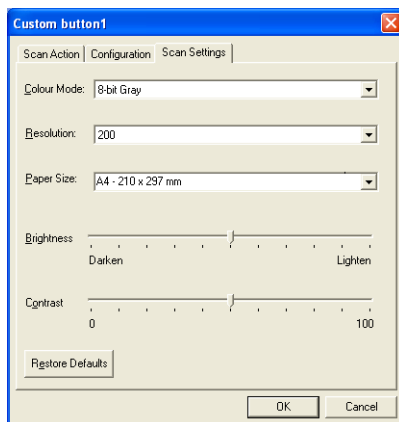 Custom button1
Scan Action Configuration Scan Settings
Colour Mode: 8-bit Gray
Resolution: 200
Paper Size: A4 - 210 x 297 mm
Brightness
Darken Lighten
Contrast
0 100
Restore Defaults
OK Cancel